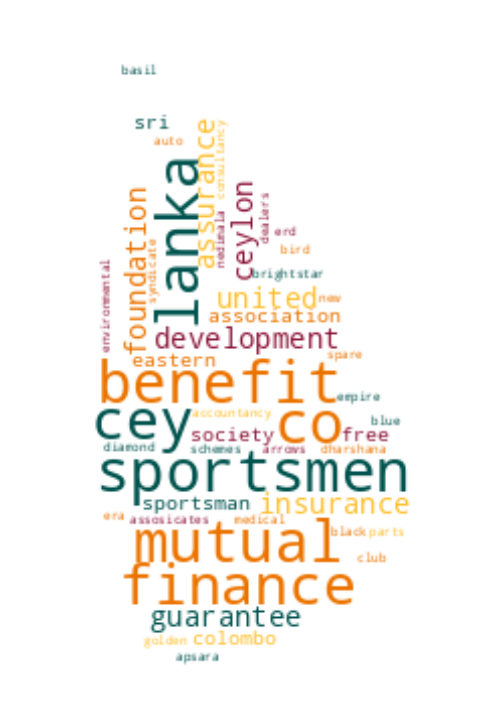 basil
sri
auto
assurance
consultancy
lanka
foundation
ceylon
nedimala
dealers
erd
syndicate
bird
environmental
brightstar
united
new
association
development
eastern
spare
benefit
empire
cey
accountancy
co
blue
society
free
diamond
schemes
arrows
dharshana
sportsmen
sportsman
insurance
era
assosicates
medical
mutual
black
parts
club
finance
guarantee
golden
colombo
apsara